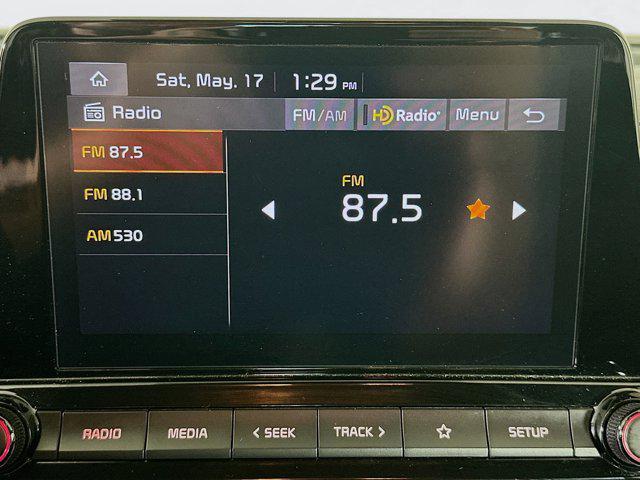 Sat, May. 17 1:29 PM
Radio FM/AM HD Radio Menu
FM 87.5
FM 88.1
AM 530
FM
87.5
RADIO MEDIA < SEEK TRACK > SETUP